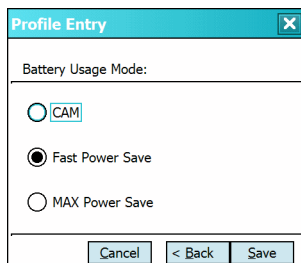 Profile Entry
Battery Usage Mode:
CAM
Fast Power Save
MAX Power Save
Cancel < Back Save